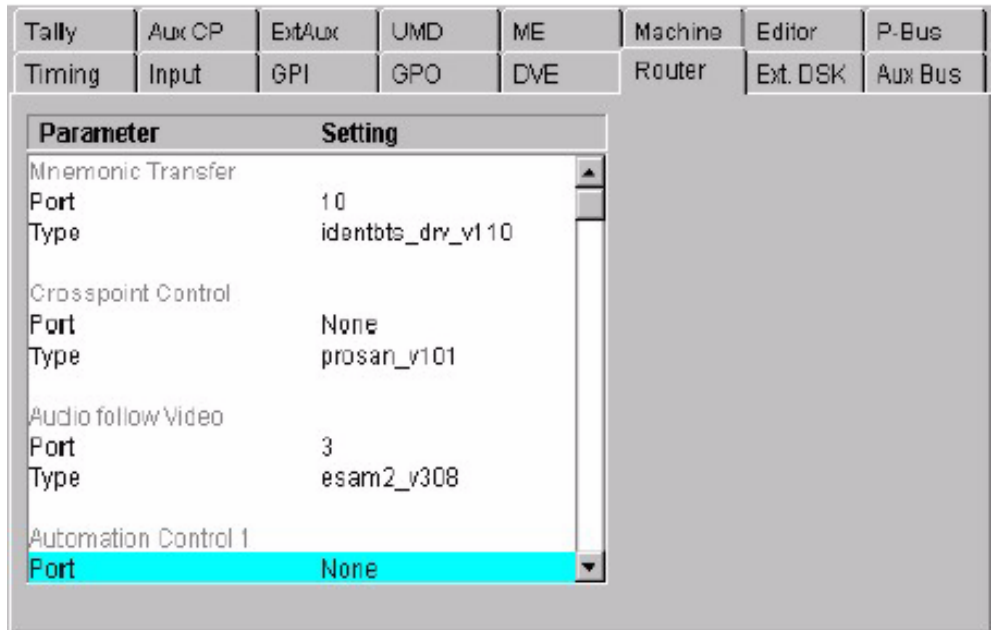 Tally Aux CP ExtAux UMD ME Machine Editor P-Bus
Timing Input GPI GPO DVE Router Ext. DSK Aux Bus
Parameter Setting
Mnemonic Transfer
Port 10
Type identbts_drv_v110
Crosspoint Control
Port None
Type prosan_v101
Audio follow Video
Port 3
Type esam2_v308
Automation Control 1
Port None